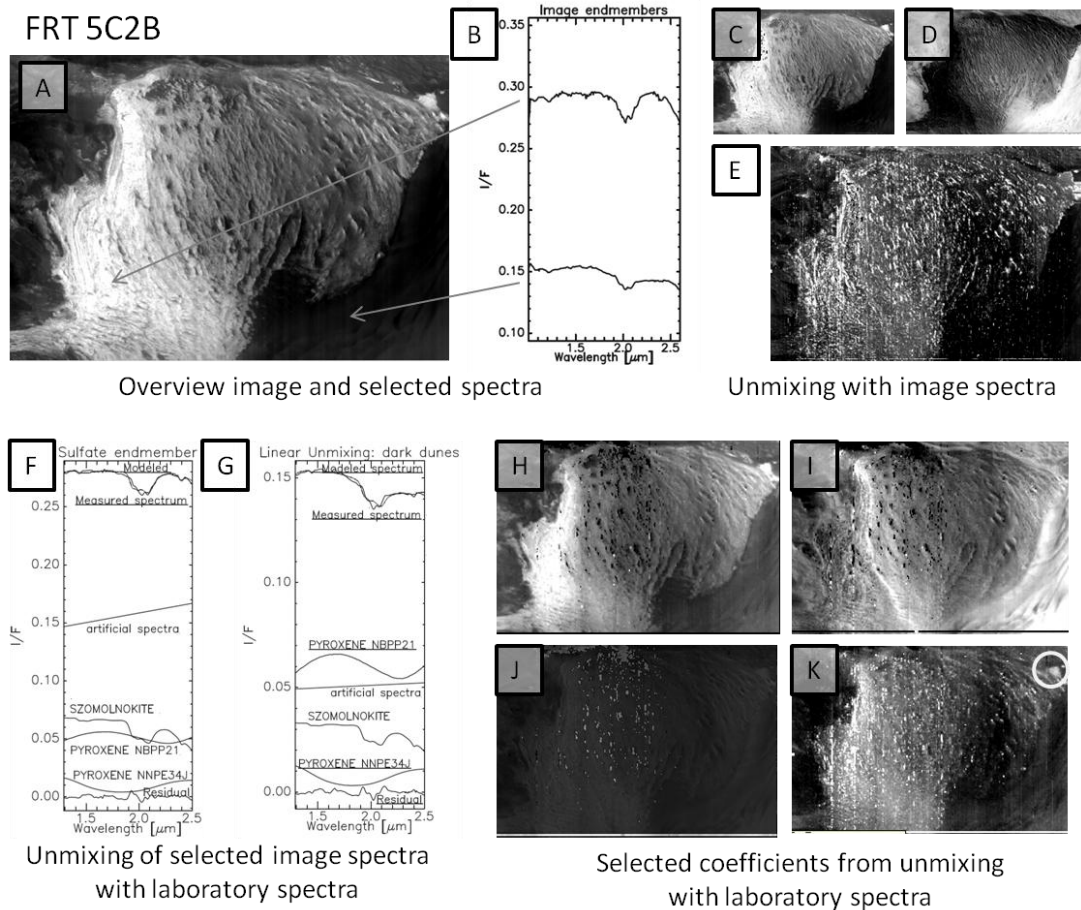 FRT 5C2B
A
B
Image endmembers
0.35
0.30
0.25
0.20
0.15
0.10
I/F
1.5 2.0 2.5
Wavelength [μm]
C
D
E
Overview image and selected spectra
Unmixing with image spectra
F
Sulfate endmember
Modeled
Measured spectrum
0.25
0.20
0.15
0.10
0.05
0.00
I/F
artificial spectra
SZOMOLNOKITE
PYROXENE NBPP21
PYROXENE NNPE34J
Residual
1.5 2.0 2.5
Wavelength [μm]
G
Linear Unmixing: dark dunes
Modeled spectrum
Measured spectrum
0.15
0.10
0.05
0.00
I/F
PYROXENE NBPP21
artificial spectra
SZOMOLNOKITE
PYROXENE NNPE34J
Residual
1.5 2.0 2.5
Wavelength [μm]
Unmixing of selected image spectra
with laboratory spectra
H
I
J
K
Selected coefficients from unmixing
with laboratory spectra